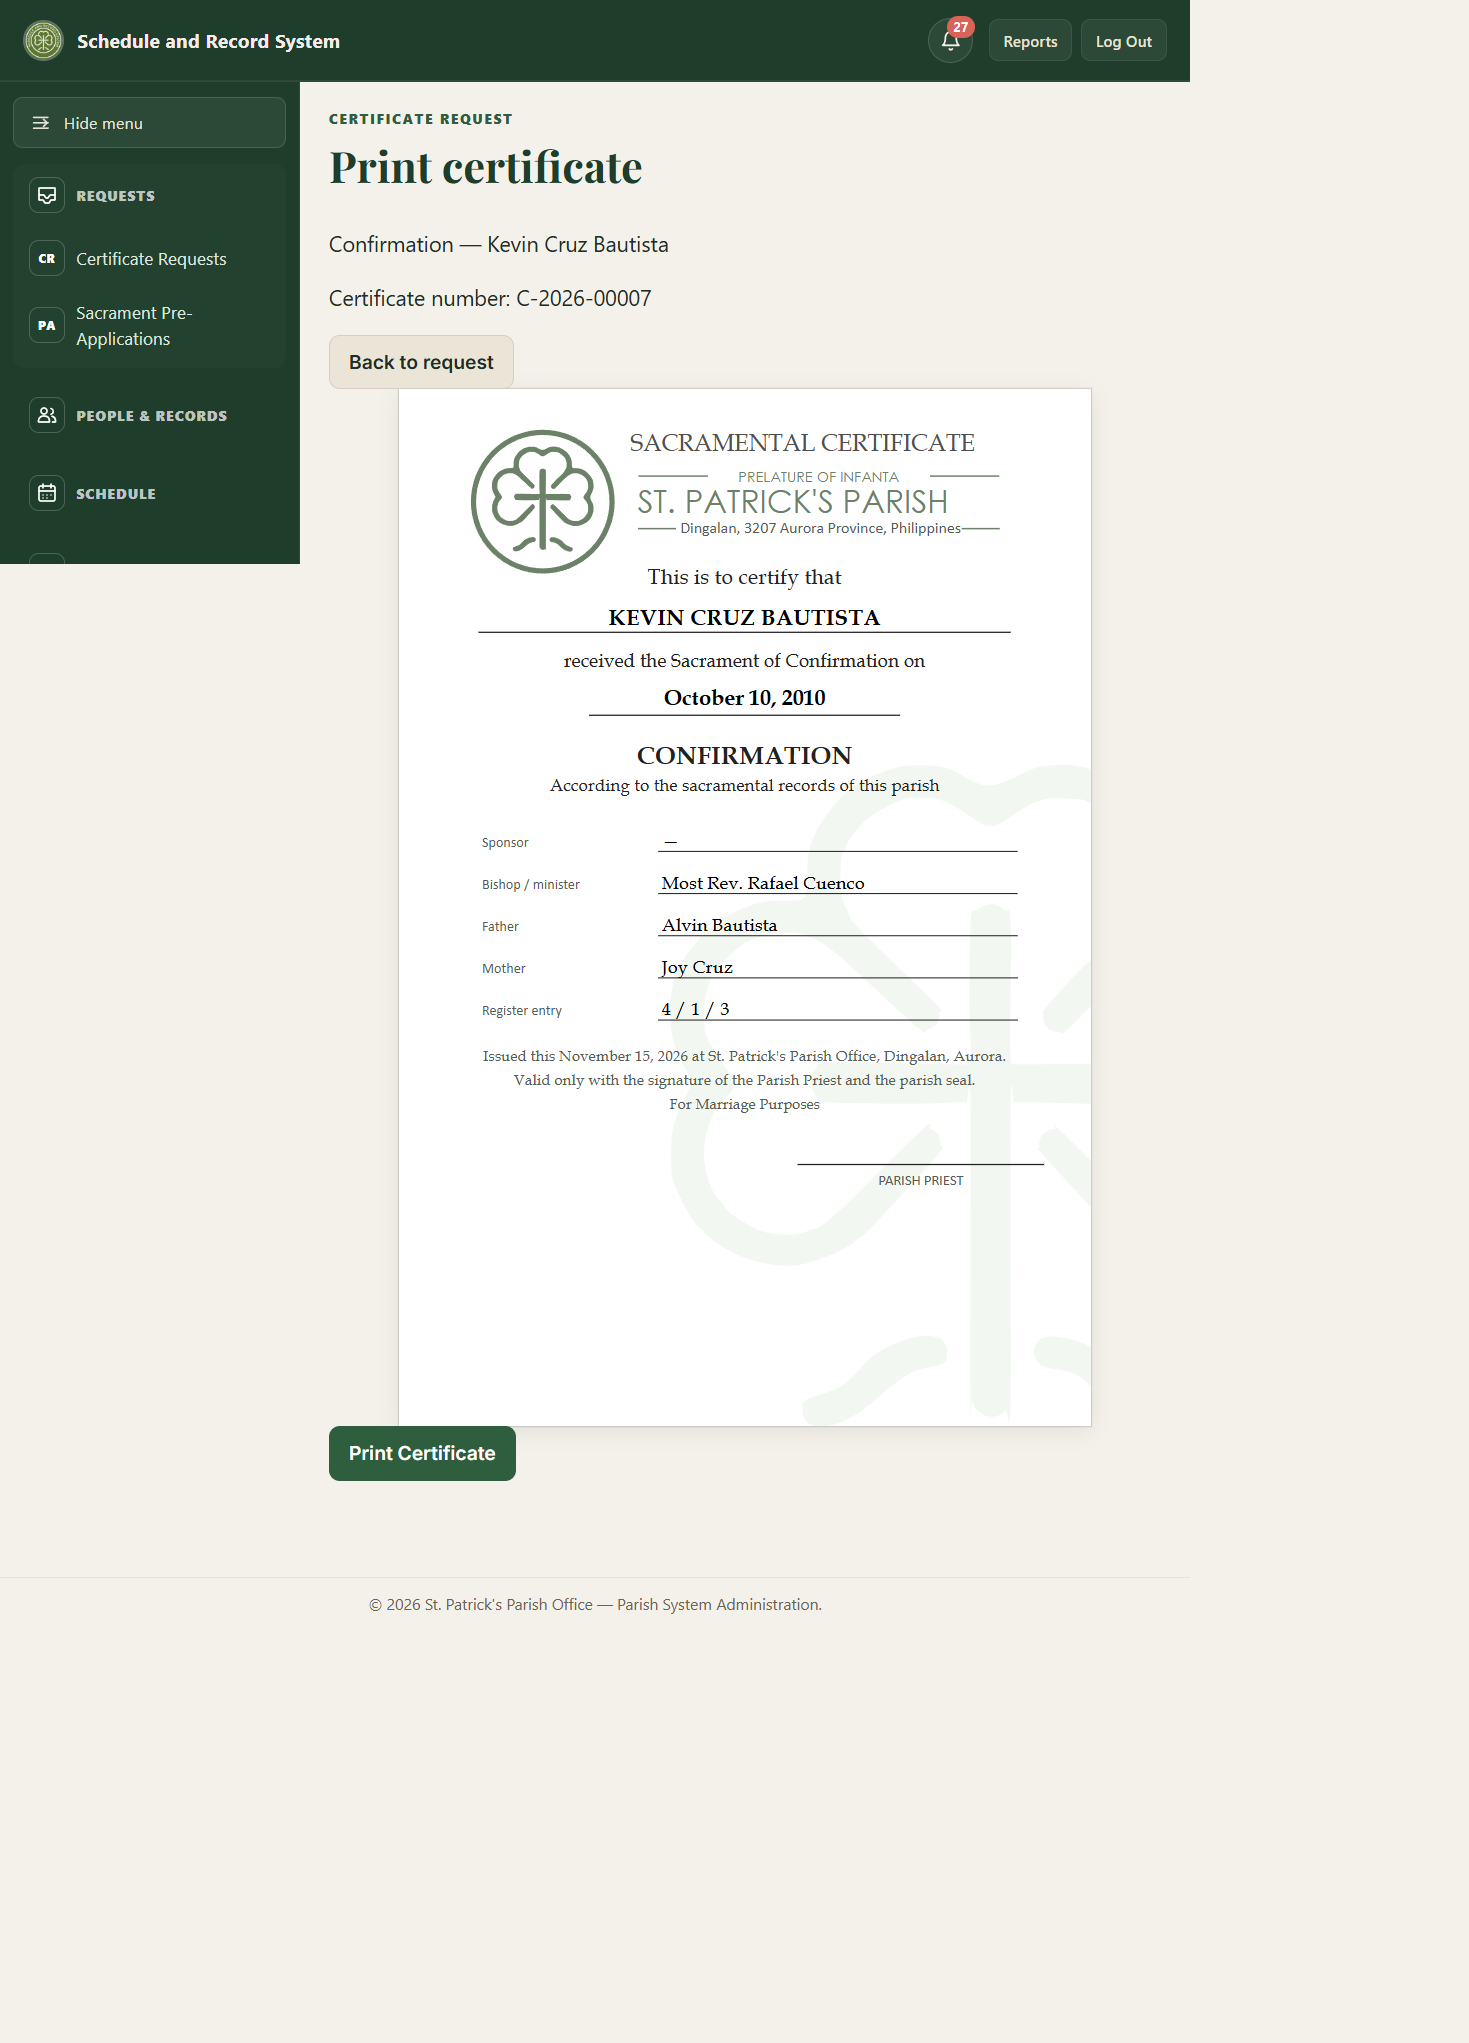 Schedule and Record System
27
Reports
Log Out
Hide menu
REQUESTS
CR
Certificate Requests
PA
Sacrament Pre-
Applications
PEOPLE & RECORDS
SCHEDULE
CERTIFICATE REQUEST
Print certificate
Confirmation — Kevin Cruz Bautista
Certificate number: C-2026-00007
Back to request
SACRAMENTAL CERTIFICATE
PRELATURE OF INFANTA
ST. PATRICK'S PARISH
Dingalan, 3207 Aurora Province, Philippines
This is to certify that
KEVIN CRUZ BAUTISTA
received the Sacrament of Confirmation on
October 10, 2010
CONFIRMATION
According to the sacramental records of this parish
Sponsor —
Bishop / minister Most Rev. Rafael Cuenco
Father Alvin Bautista
Mother Joy Cruz
Register entry 4 / 1 / 3
Issued this November 15, 2026 at St. Patrick's Parish Office, Dingalan, Aurora.
Valid only with the signature of the Parish Priest and the parish seal.
For Marriage Purposes
PARISH PRIEST
Print Certificate
© 2026 St. Patrick's Parish Office — Parish System Administration.